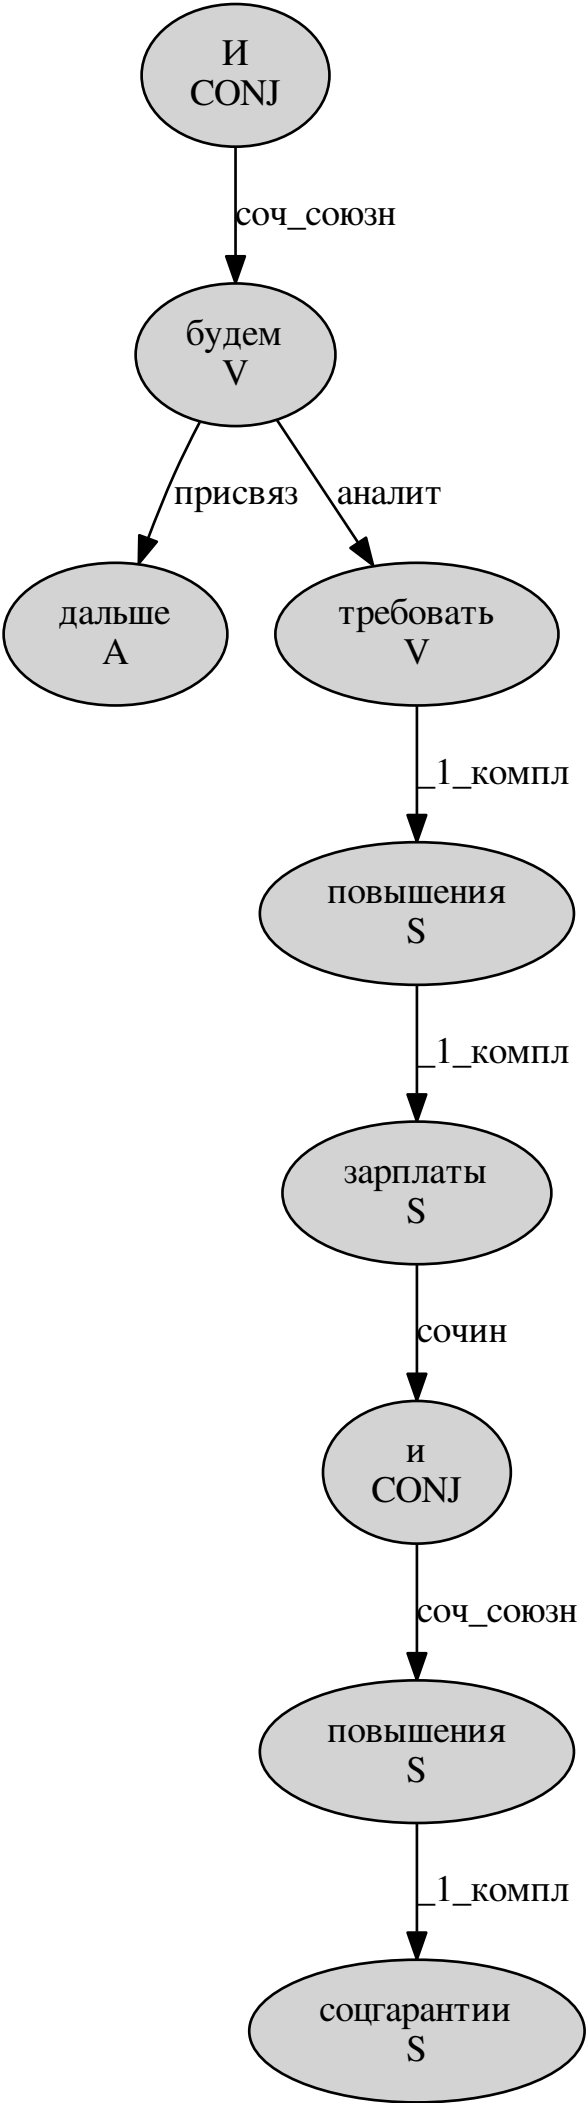 И
CONJ
соч_союзн
будем
V
присвяз
аналит
дальше
A
требовать
V
_1_компл
повышения
S
_1_компл
зарплаты
S
сочин
и
CONJ
соч_союзн
повышения
S
_1_компл
соцгарантии
S